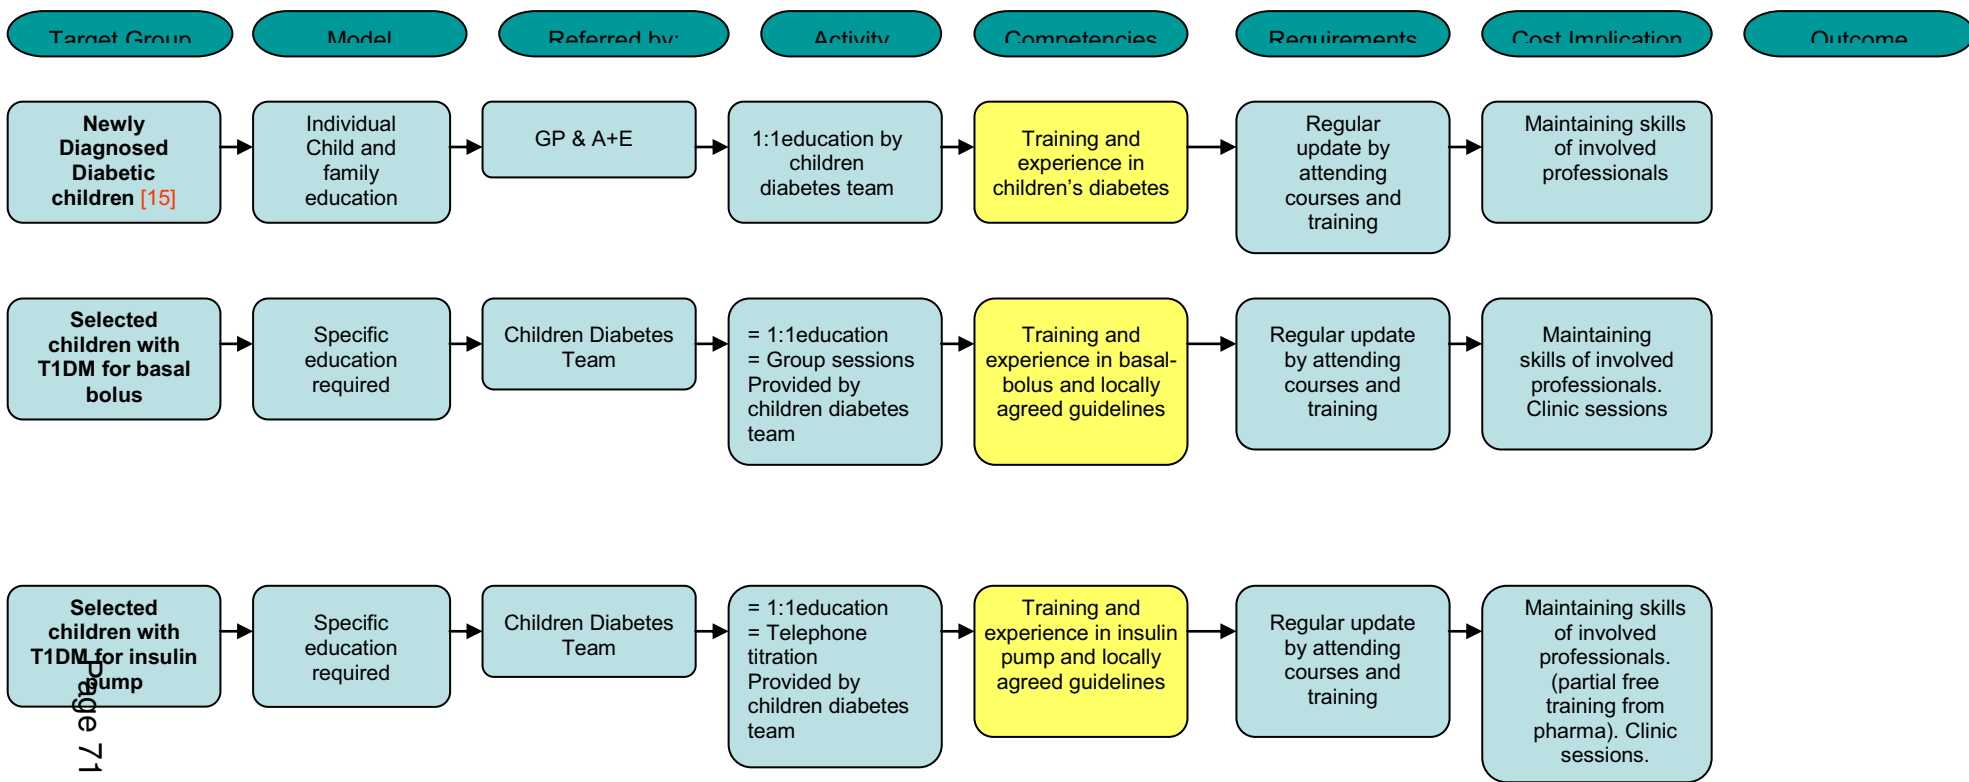 Target Group
Model
Referred by:
Activity
Competencies
Requirements
Cost Implication
Outcome
Newly
Diagnosed
Diabetic
children [15]
Individual
Child and
family
education
GP & A+E
1:1education by
children
diabetes team
Training and
experience in
children's diabetes
Regular
update by
attending
courses and
training
Maintaining skills
of involved
professionals
Selected
children with
T1DM for basal
bolus
Specific
education
required
Children Diabetes
Team
= 1:1education
= Group sessions
Provided by
children diabetes
team
Training and
experience in basal-
bolus and locally
agreed guidelines
Regular update
by attending
courses and
training
Maintaining
skills of involved
professionals.
Clinic sessions
Selected
children with
T1DM for insulin
pump
Specific
education
required
Children Diabetes
Team
= 1:1education
= Telephone
titration
Provided by
children diabetes
team
Training and
experience in insulin
pump and locally
agreed guidelines
Regular update
by attending
courses and
training
Maintaining skills
of involved
professionals.
(partial free
training from
pharma). Clinic
sessions.
Page 71